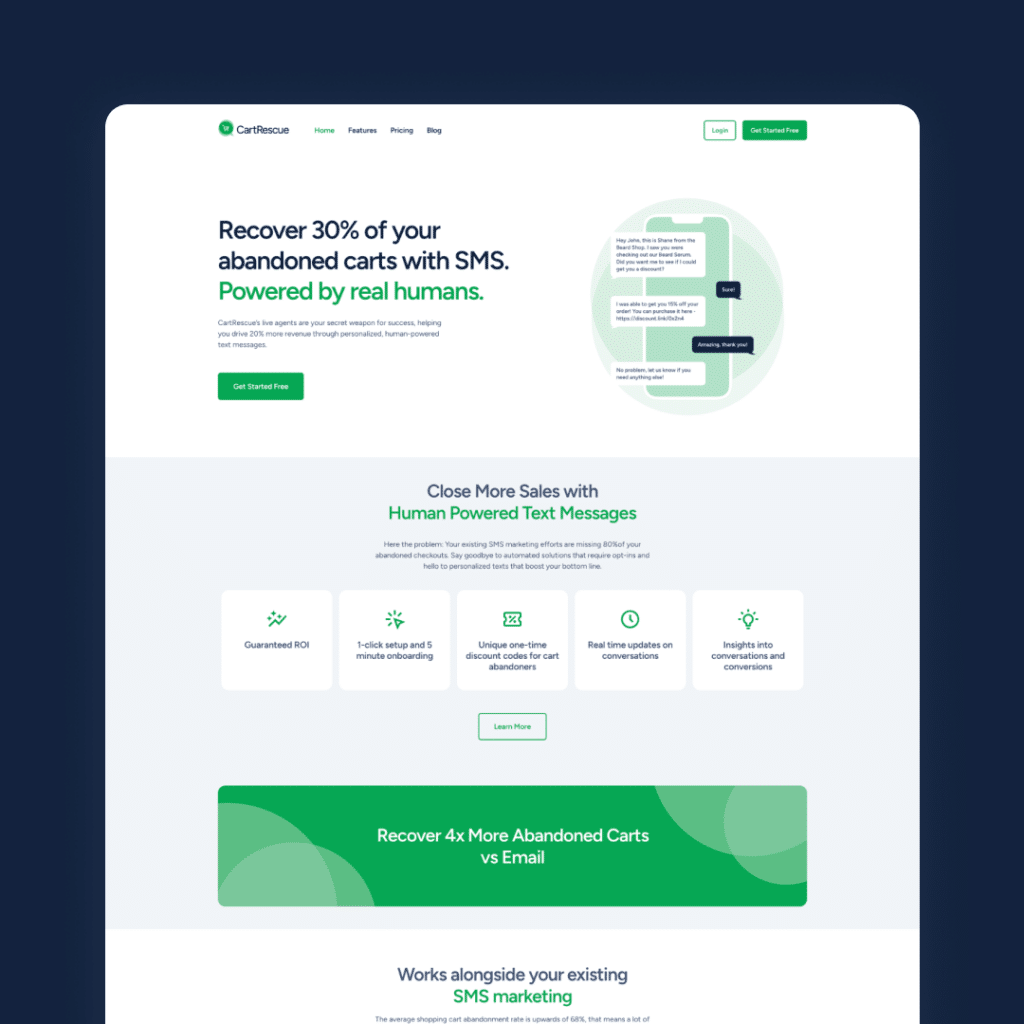 CartRescue
Home
Features
Pricing
Blog
Login
Get Started Free
Recover 30% of your
abandoned carts with SMS.
Powered by real humans.
CartRescue's live agents are your secret weapon for success, helping
you drive 20% more revenue through personalized, human-powered
text messages.
Get Started Free
Hey John, this is Shane from the
Beard Shop. I saw you were
checking out our Beard Serum.
Did you want me to see if I could
get you a discount?
Sure!
I was able to get you 15% off your
order! You can purchase it here -
https://discount.link/0s2n4
Amazing, thank you!
No problem, let us know if you
need anything else!
Close More Sales with
Human Powered Text Messages
Here the problem: Your existing SMS marketing efforts are missing 80%of your
abandoned checkouts. Say goodbye to automated solutions that require opt-ins and
hello to personalized texts that boost your bottom line.
Guaranteed ROI
1-click setup and 5
minute onboarding
Unique one-time
discount codes for cart
abandoners
Real time updates on
conversations
Insights into
conversations and
conversions
Learn More
Recover 4x More Abandoned Carts
vs Email
Works alongside your existing
SMS marketing
The average shopping cart abandonment rate is upwards of 68%, that means a lot of